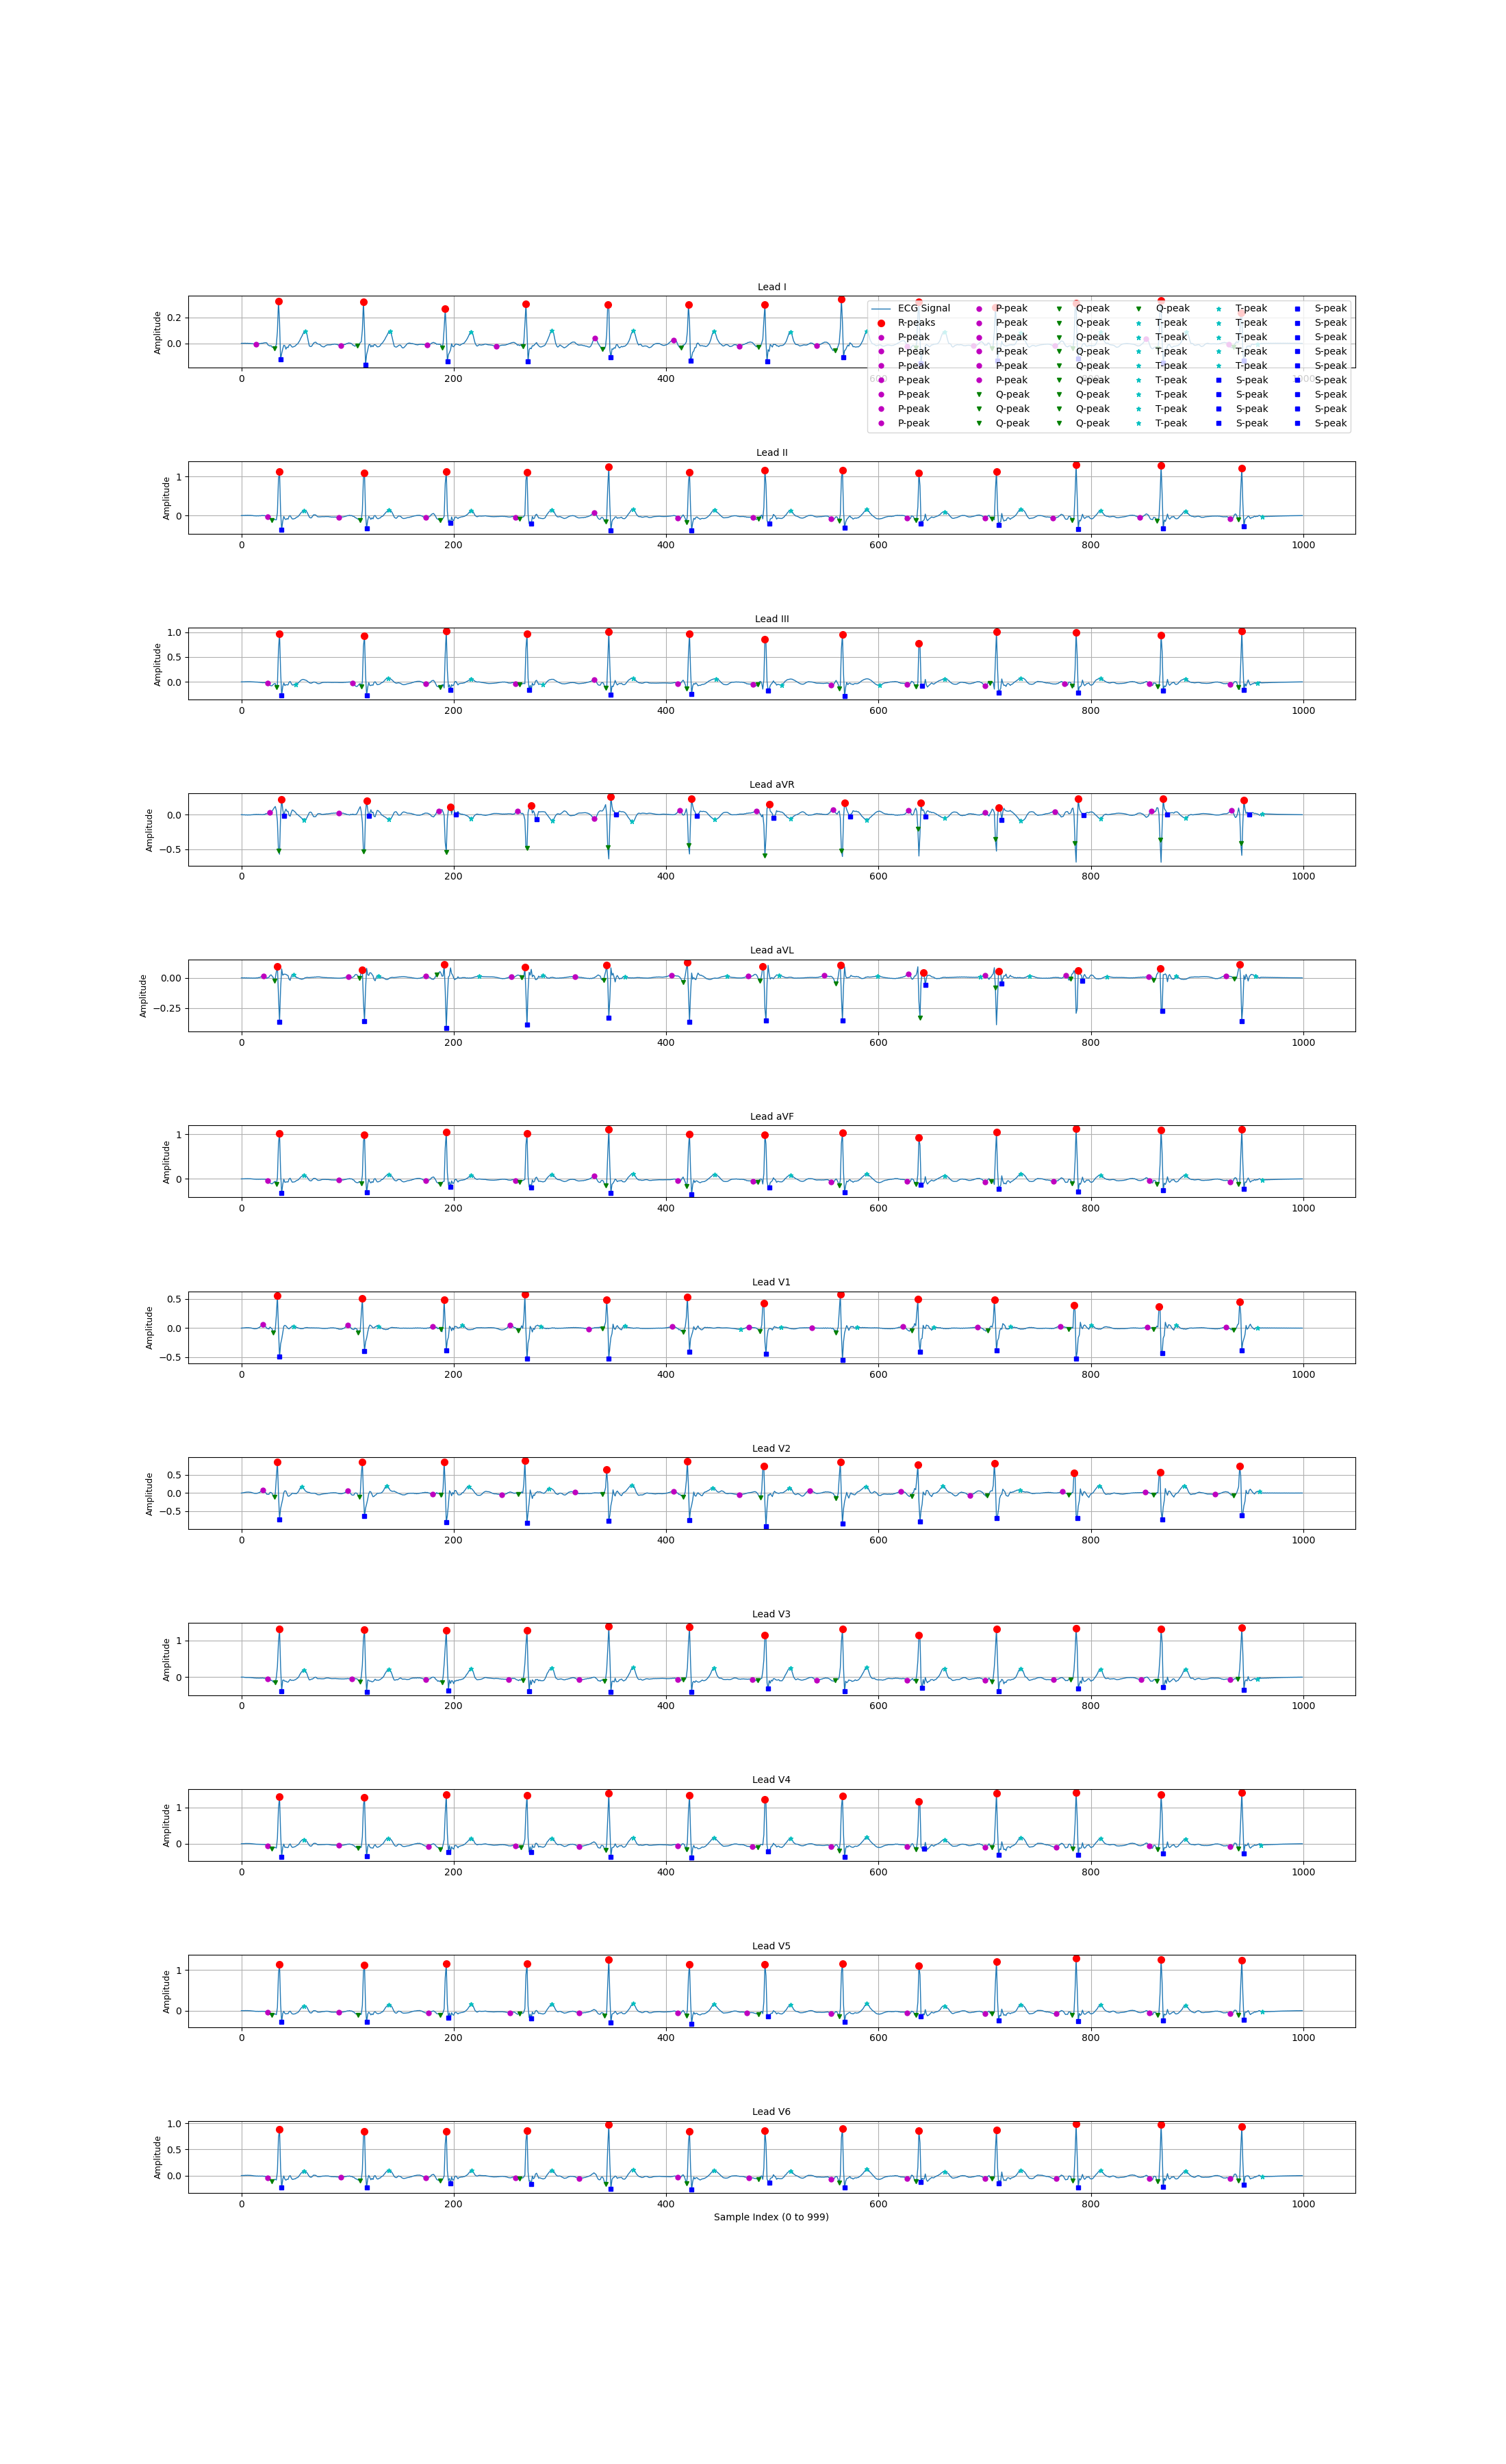 Lead I
Amplitude
0.2
0.0
ECG Signal P-peak Q-peak Q-peak T-peak S-peak
R-peaks P-peak Q-peak T-peak T-peak S-peak
P-peak P-peak Q-peak T-peak T-peak S-peak
P-peak P-peak Q-peak T-peak T-peak S-peak
P-peak P-peak Q-peak T-peak T-peak S-peak
P-peak P-peak Q-peak T-peak S-peak S-peak
P-peak Q-peak Q-peak T-peak S-peak S-peak
P-peak Q-peak Q-peak T-peak S-peak S-peak
P-peak Q-peak Q-peak T-peak S-peak S-peak
0 200 400 600 1000
Lead II
Amplitude
1
0
0 200 400 600 800 1000
Lead III
Amplitude
1.0
0.5
0.0
0 200 400 600 800 1000
Lead aVR
Amplitude
0.0
−0.5
0 200 400 600 800 1000
Lead aVL
Amplitude
0.00
−0.25
0 200 400 600 800 1000
Lead aVF
Amplitude
1
0
0 200 400 600 800 1000
Lead V1
Amplitude
0.5
0.0
−0.5
0 200 400 600 800 1000
Lead V2
Amplitude
0.5
0.0
−0.5
0 200 400 600 800 1000
Lead V3
Amplitude
1
0
0 200 400 600 800 1000
Lead V4
Amplitude
1
0
0 200 400 600 800 1000
Lead V5
Amplitude
1
0
0 200 400 600 800 1000
Lead V6
Amplitude
1.0
0.5
0.0
0 200 400 600 800 1000
Sample Index (0 to 999)